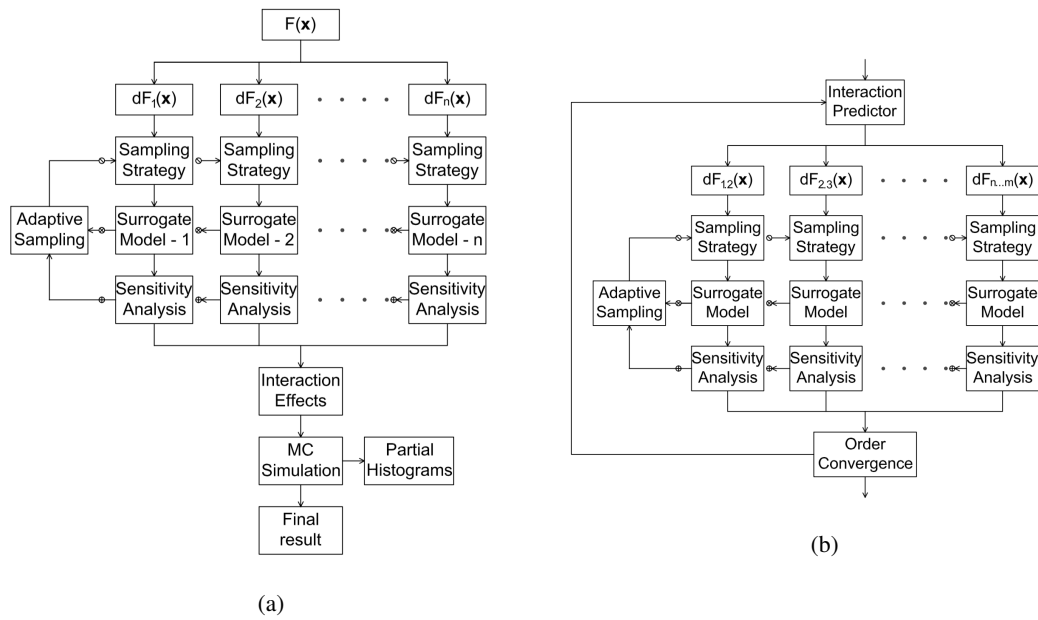 F(x)
dF1(x)
dF2(x)
dFn(x)
Sampling
Strategy
Sampling
Strategy
Sampling
Strategy
Adaptive
Sampling
Surrogate
Model - 1
Surrogate
Model - 2
Surrogate
Model - n
Sensitivity
Analysis
Sensitivity
Analysis
Sensitivity
Analysis
Interaction
Effects
MC
Simulation
Partial
Histograms
Final
result
(a)
Interaction
Predictor
dF1.2(x)
dF2.3(x)
dFn...m(x)
Sampling
Strategy
Sampling
Strategy
Sampling
Strategy
Adaptive
Sampling
Surrogate
Model
Surrogate
Model
Surrogate
Model
Sensitivity
Analysis
Sensitivity
Analysis
Sensitivity
Analysis
Order
Convergence
(b)